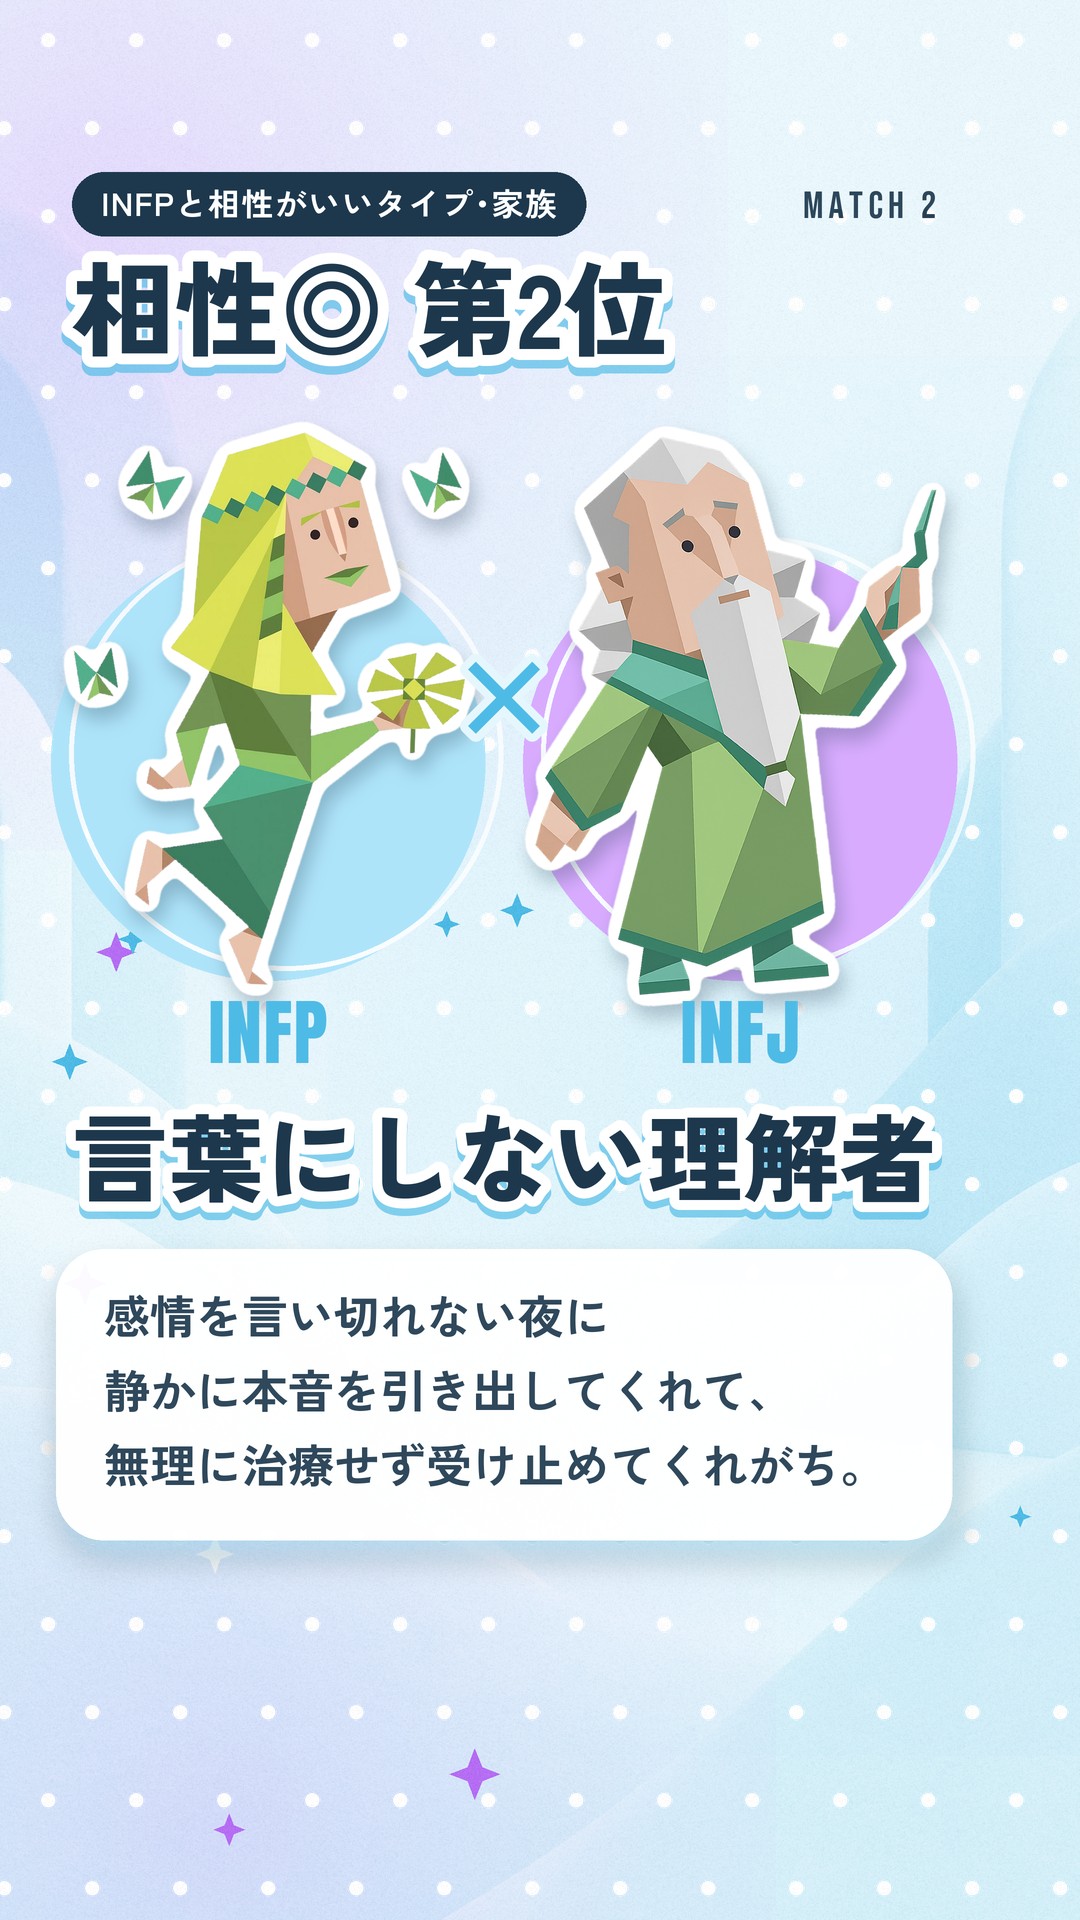 INFPと相性がいいタイプ・家族
MATCH 2
相性◎ 第2位
INFP
INFJ
言葉にしない理解者
感情を言い切れない夜に
静かに本音を引き出してくれて、
無理に治療せず受け止めてくれがち。